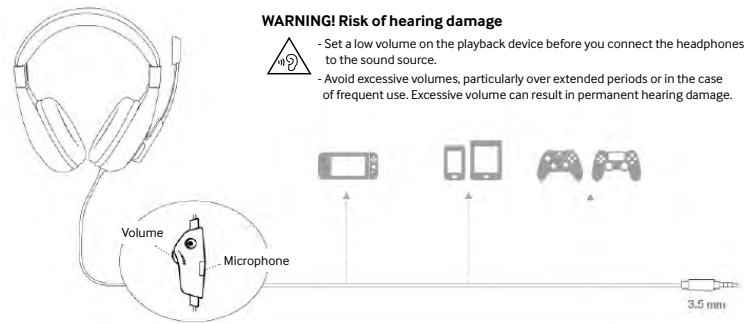 WARNING! Risk of hearing damage
- Set a low volume on the playback device before you connect the headphones
to the sound source.
- Avoid excessive volumes, particularly over extended periods or in the case
of frequent use. Excessive volume can result in permanent hearing damage.
Volume
Microphone
3.5 mm